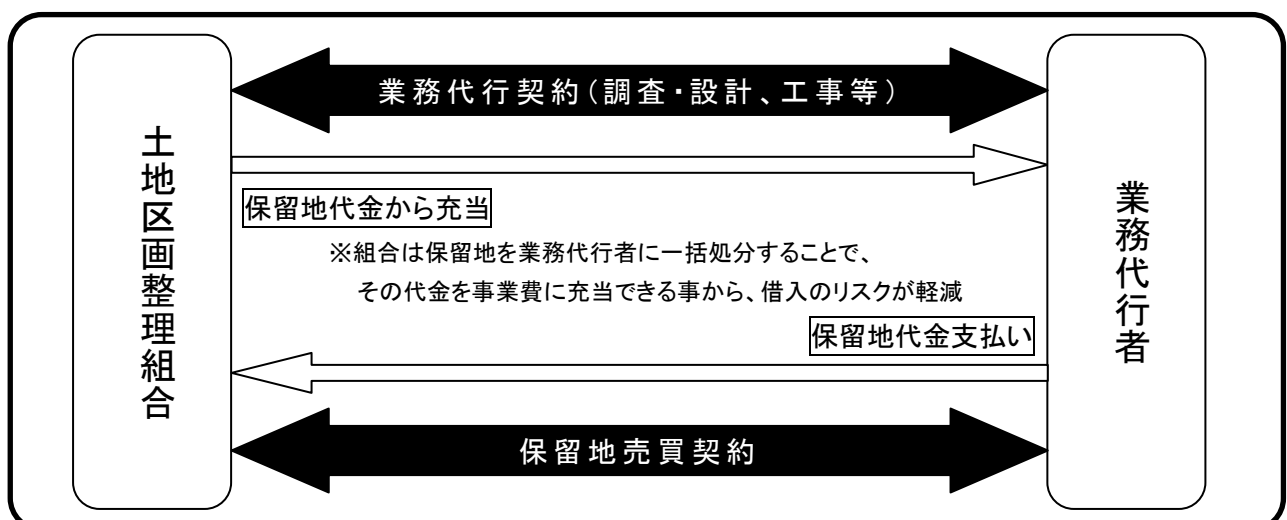 土地区画整理組合
業務代行契約(調査・設計、工事等)
保留地代金から充当
※組合は保留地を業務代行者に一括処分することで、
その代金を事業費に充当できる事から、借入のリスクが軽減
保留地代金支払い
保留地売買契約
業務代行者